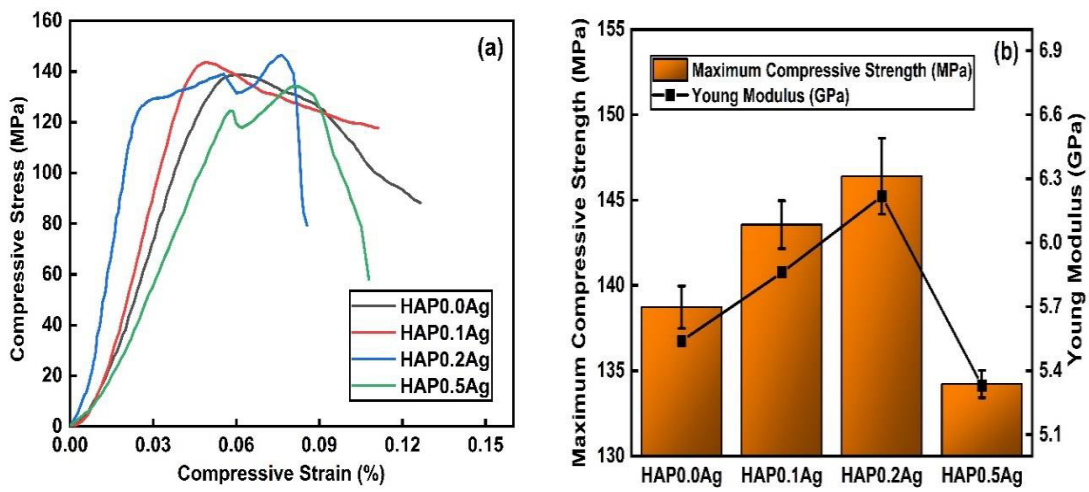 160
140
120
100
80
60
40
20
0
Compressive Stress (MPa)
(a)
HAP0.0Ag
HAP0.1Ag
HAP0.2Ag
HAP0.5Ag
0.00 0.03 0.06 0.09 0.12 0.15
Compressive Strain (%)
155
150
145
140
135
130
Maximum Compressive Strength (MPa)
(b)
Maximum Compressive Strength (MPa)
Young Modulus (GPa)
HAP0.0Ag HAP0.1Ag HAP0.2Ag HAP0.5Ag
6.9
6.6
6.3
6.0
5.7
5.4
5.1
Young Modulus (GPa)